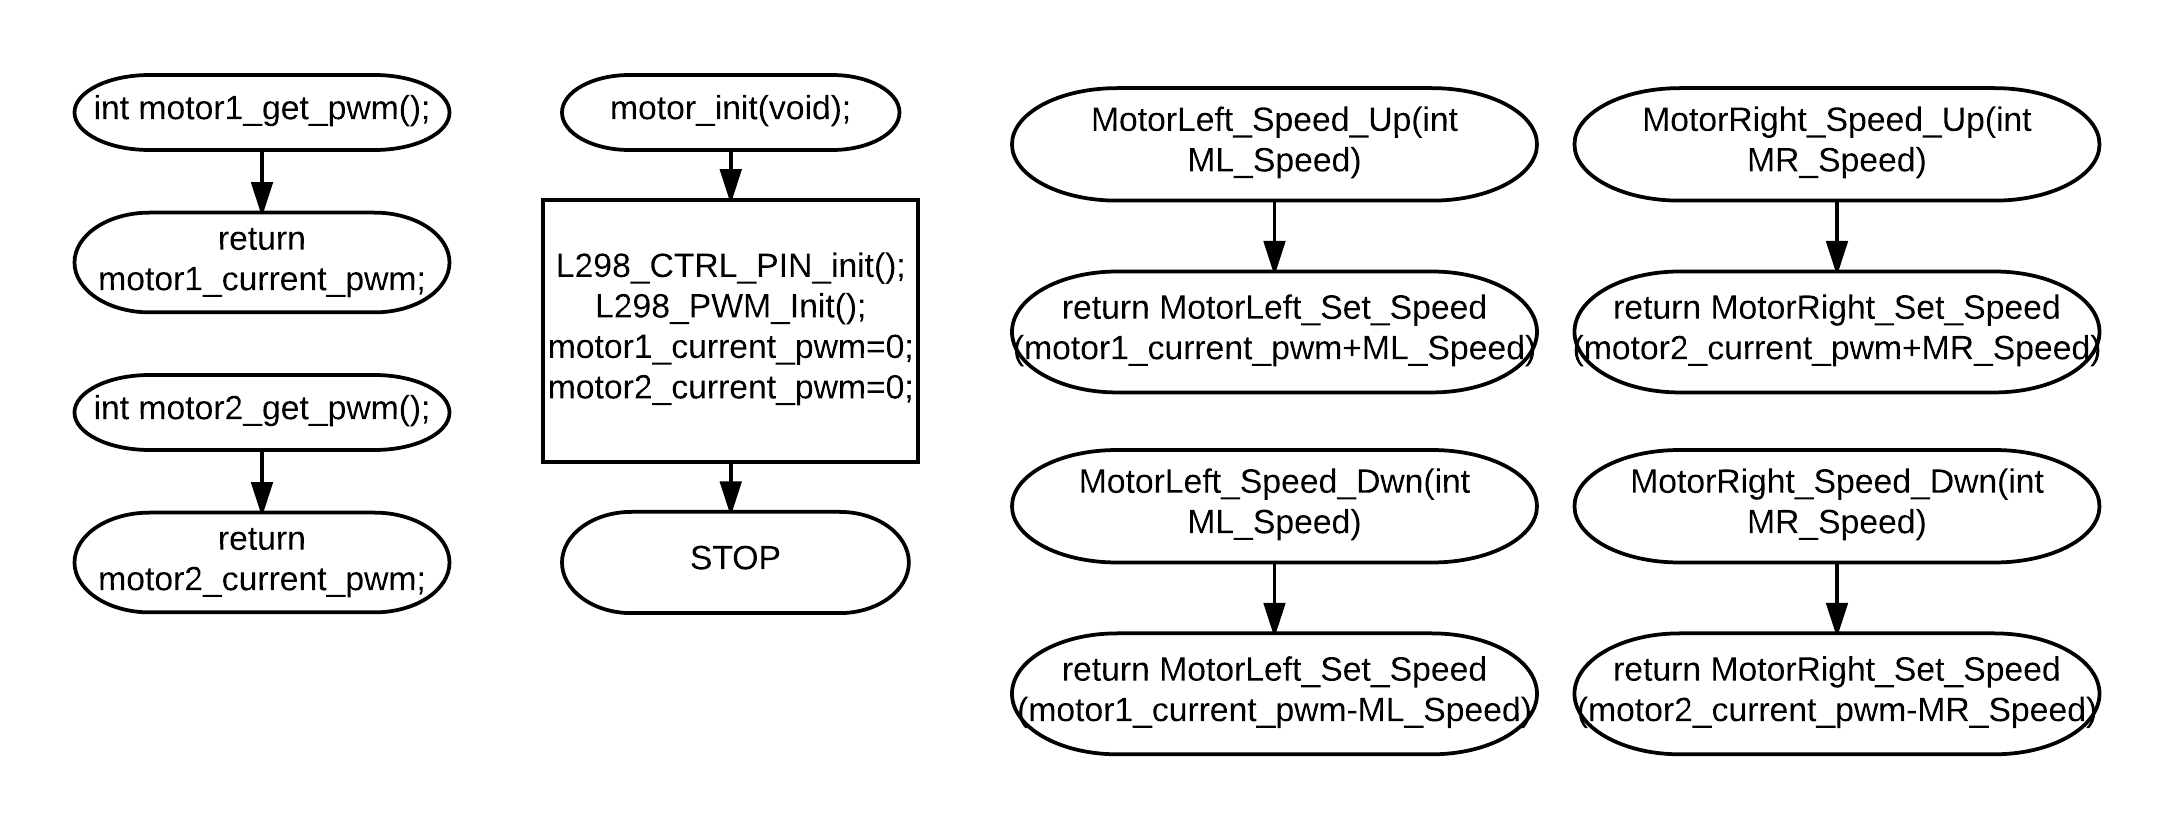 int motor1_get_pwm();
return
motor1_current_pwm;
int motor2_get_pwm();
return
motor2_current_pwm;
motor_init(void);
L298_CTRL_PIN_init();
L298_PWM_Init();
motor1_current_pwm=0;
motor2_current_pwm=0;
STOP
MotorLeft_Speed_Up(int
ML_Speed)
return MotorLeft_Set_Speed
(motor1_current_pwm+ML_Speed)
MotorLeft_Speed_Dwn(int
ML_Speed)
return MotorLeft_Set_Speed
(motor1_current_pwm-ML_Speed)
MotorRight_Speed_Up(int
MR_Speed)
return MotorRight_Set_Speed
(motor2_current_pwm+MR_Speed)
MotorRight_Speed_Dwn(int
MR_Speed)
return MotorRight_Set_Speed
(motor2_current_pwm-MR_Speed)